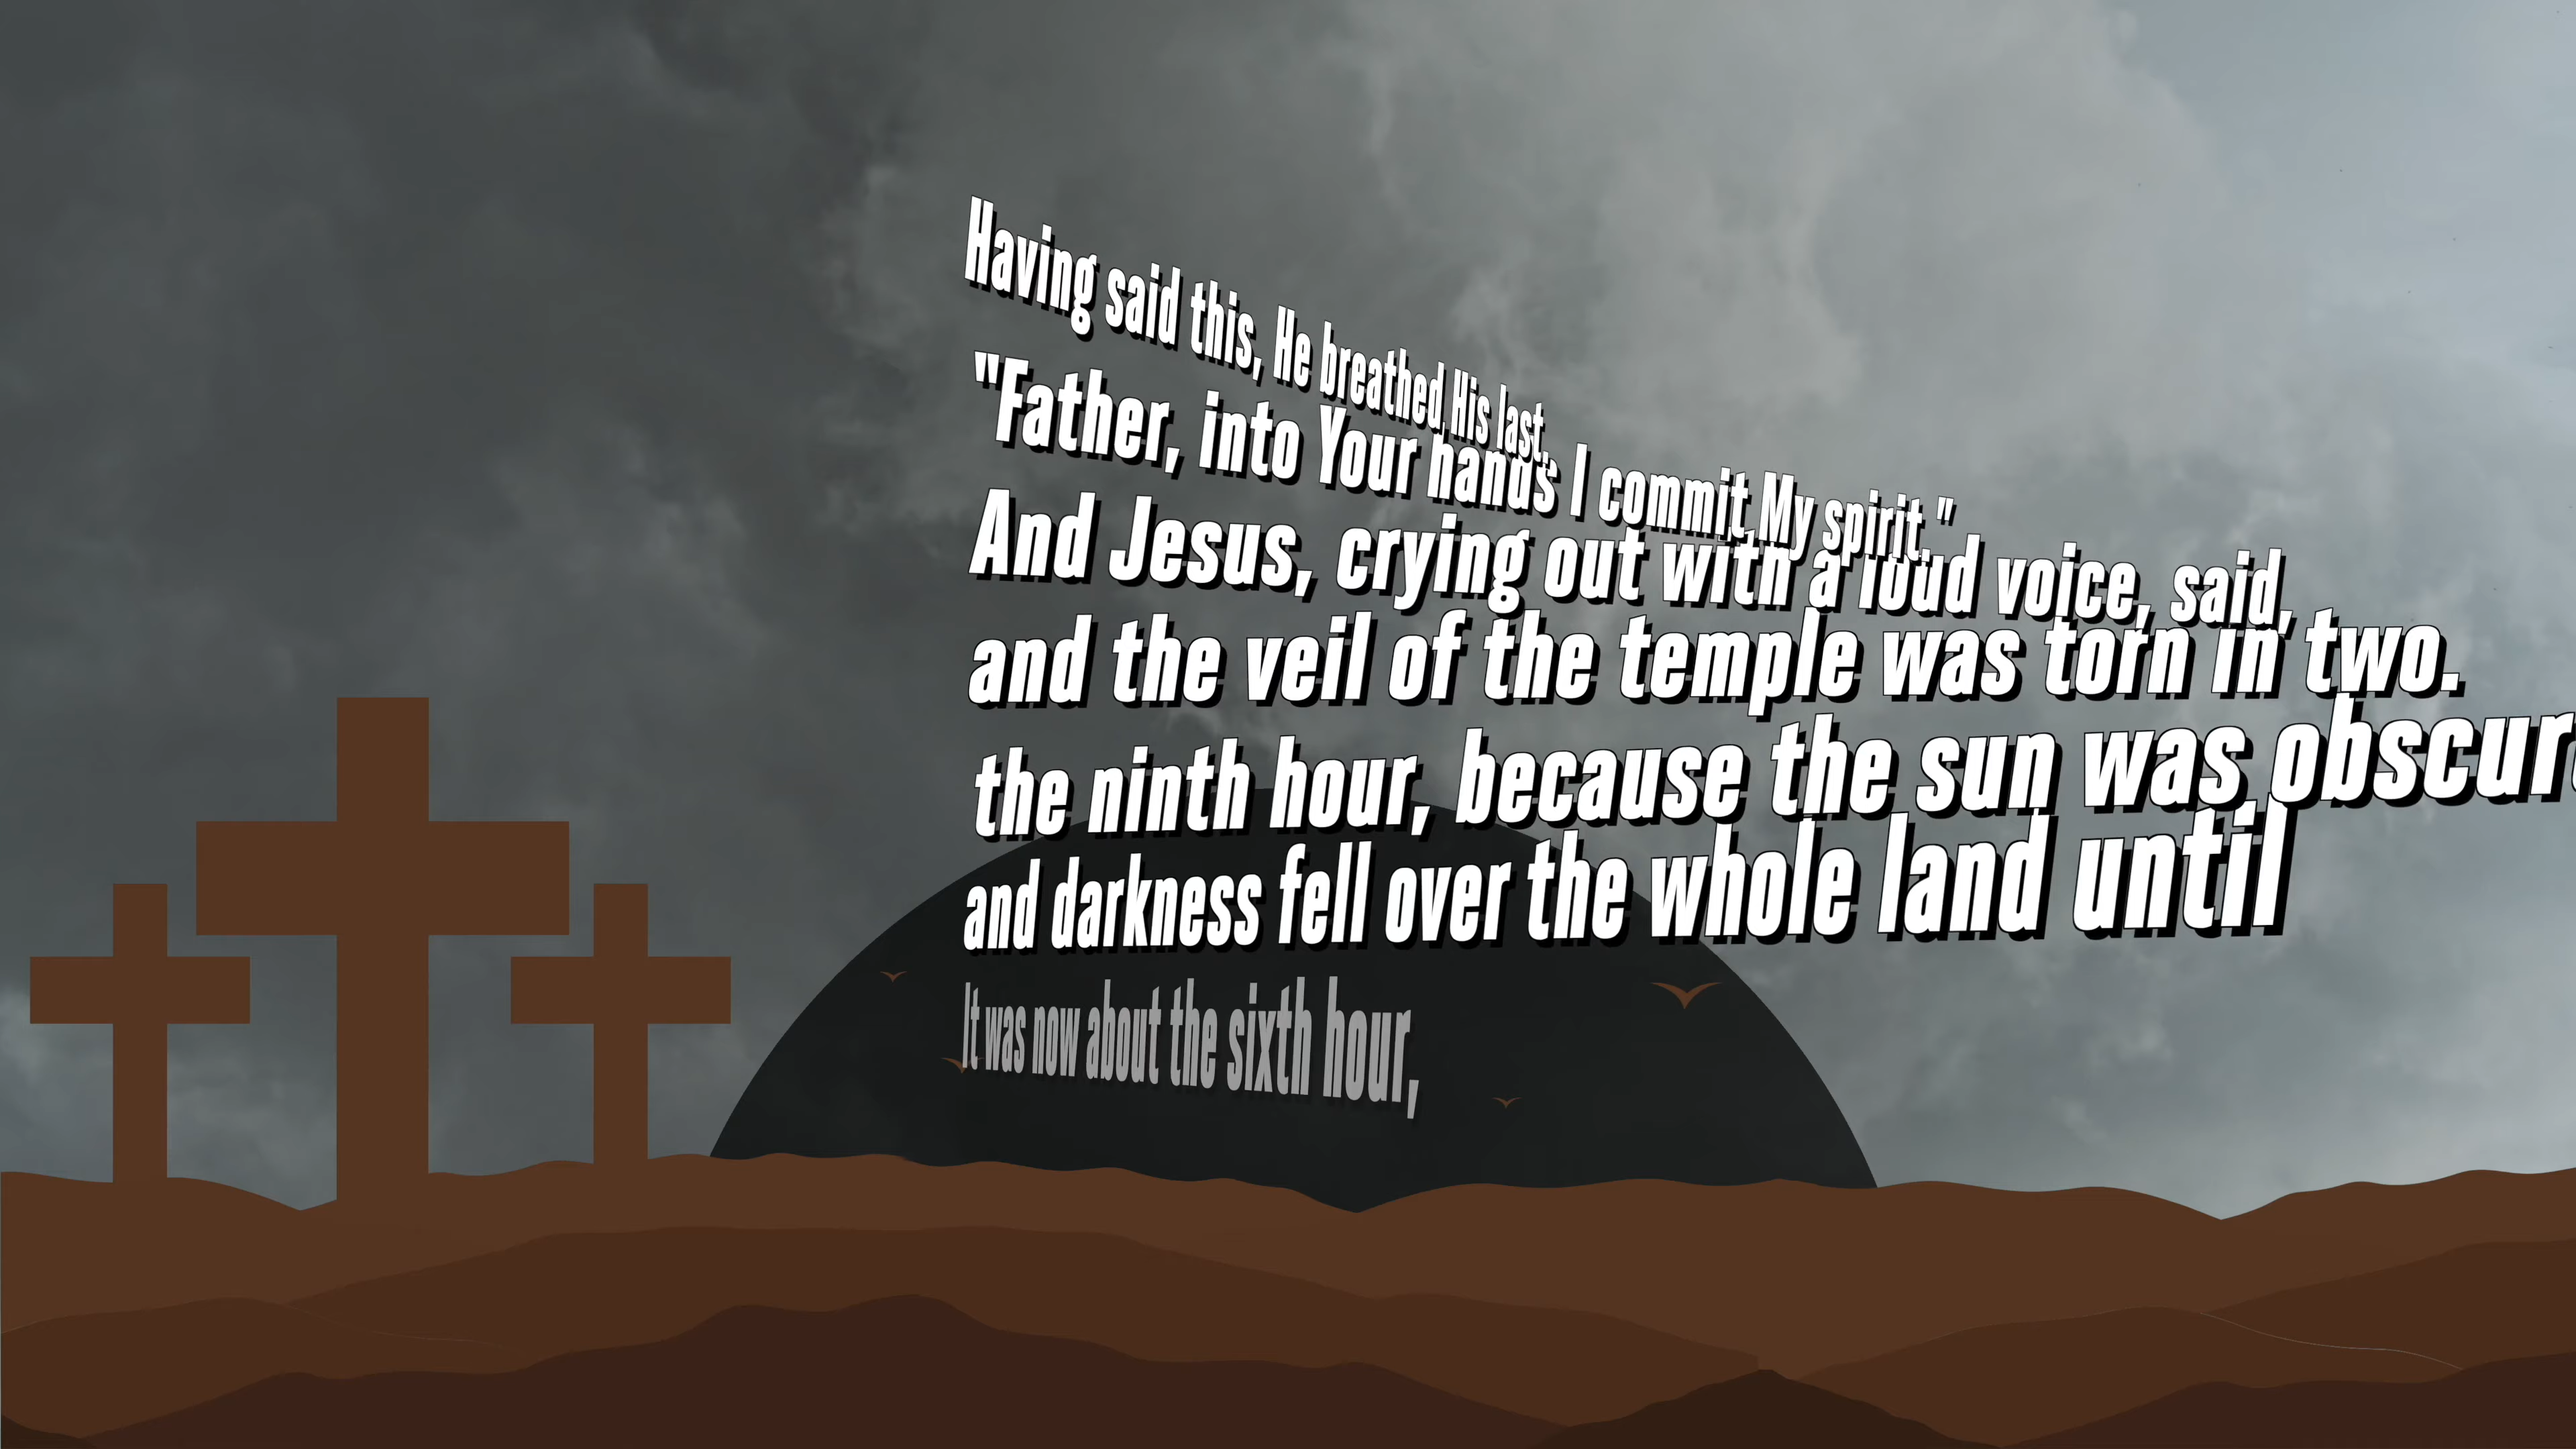 Having said this, He breathed His last.
"Father, into Your hands I commit My spirit."
And Jesus, crying out with a loud voice, said,
and the veil of the temple was torn in two.
the ninth hour, because the sun was obscur
and darkness fell over the whole land until
It was now about the sixth hour,